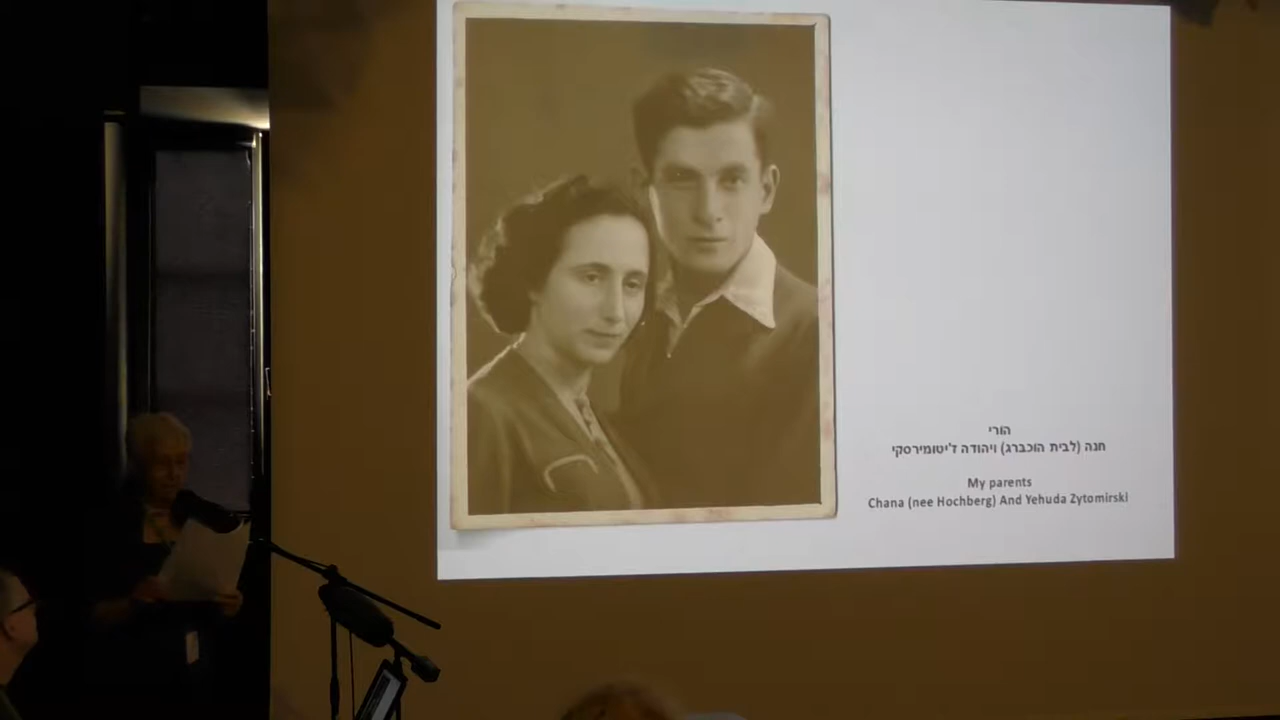 הורי
חנה (לבית הוכברג) ויהודה ז'יטומירסקי
My parents
Chana (nee Hochberg) And Yehuda Zytomirski